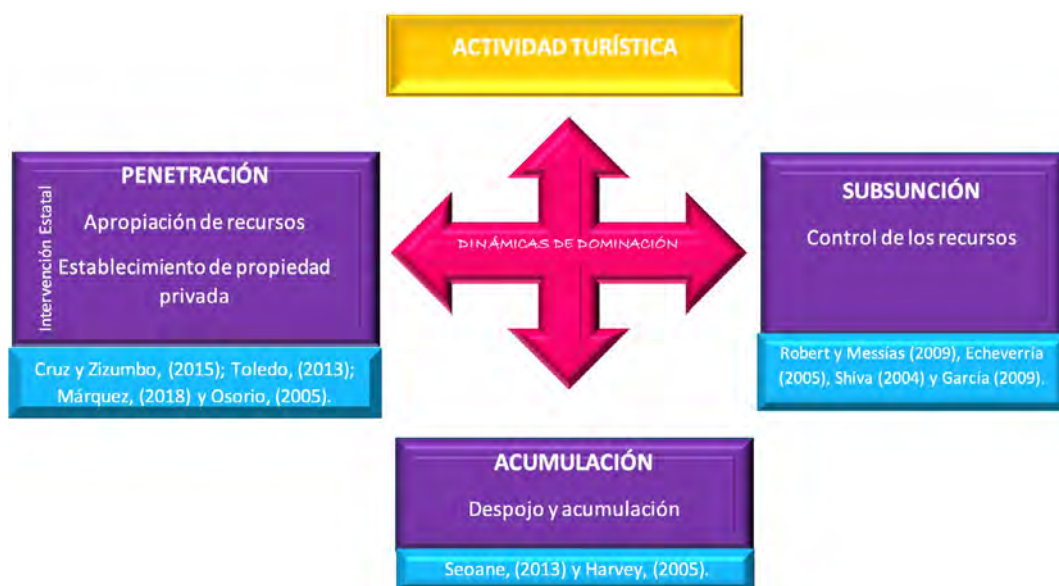 ACTIVIDAD TURÍSTICA
Intervención Estatal
PENETRACIÓN
Apropiación de recursos
Establecimiento de propiedad
privada
Cruz y Zizumbo, (2015); Toledo, (2013);
Márquez, (2018) y Osorio, (2005).
DINÁMICAS DE DOMINACIÓN
SUBSUNCIÓN
Control de los recursos
Robert y Messías (2009), Echeverría
(2005), Shiva (2004) y García (2009).
ACUMULACIÓN
Despojo y acumulación
Seoane, (2013) y Harvey, (2005).